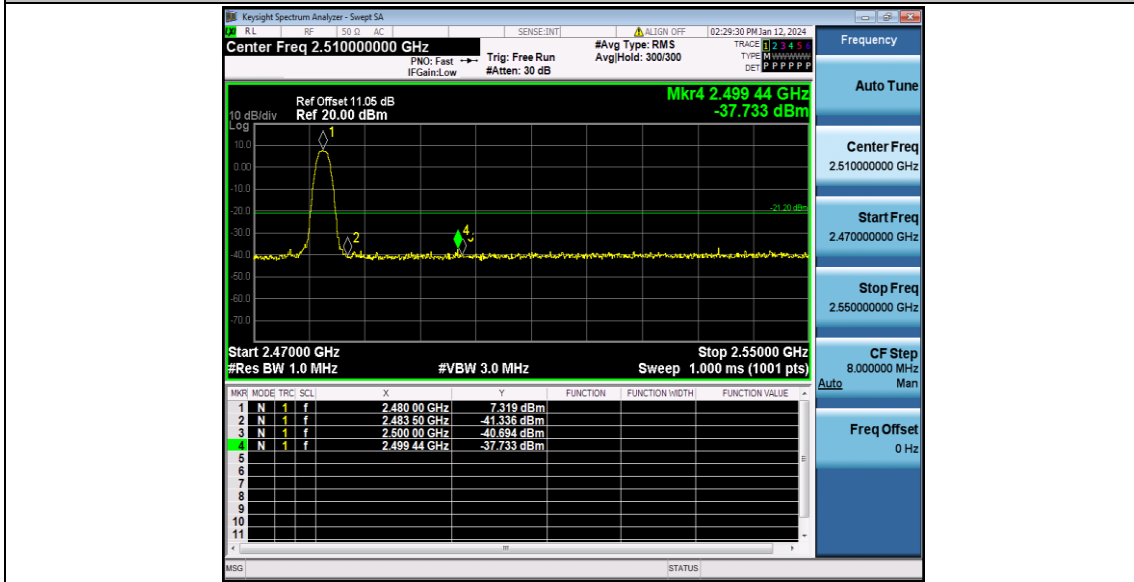 Keysight Spectrum Analyzer - Swept SA
RL RF 50 Ω AC SENSE:INT ALIGN OFF 02:29:30 PM Jan 12, 2024
Center Freq 2.510000000 GHz
PNO: Fast
IFGain:Low
Trig: Free Run
#Atten: 30 dB
#Avg Type: RMS
Avg|Hold: 300/300
TRACE 1 2 3 4 5 6
TYPE M WWWWW
DET P P P P P P
Mkr4 2.499 44 GHz
-37.733 dBm
Ref Offset 11.05 dB
10 dB/div Ref 20.00 dBm
Log
10.0
0.00
-10.0
-20.0
-30.0
-40.0
-50.0
-60.0
-70.0
1
2
4
-21.20 dBm
Start 2.47000 GHz Stop 2.55000 GHz
#Res BW 1.0 MHz #VBW 3.0 MHz Sweep 1.000 ms (1001 pts)
MKR MODE TRC SCL X Y FUNCTION FUNCTION WIDTH FUNCTION VALUE
1 N 1 f 2.480 00 GHz 7.319 dBm
2 N 1 f 2.483 50 GHz -41.336 dBm
3 N 1 f 2.500 00 GHz -40.694 dBm
4 N 1 f 2.499 44 GHz -37.733 dBm
5
6
7
8
9
10
11
MSG STATUS
Frequency
Auto Tune
Center Freq
2.510000000 GHz
Start Freq
2.470000000 GHz
Stop Freq
2.550000000 GHz
CF Step
8.000000 MHz
Auto Man
Freq Offset
0 Hz